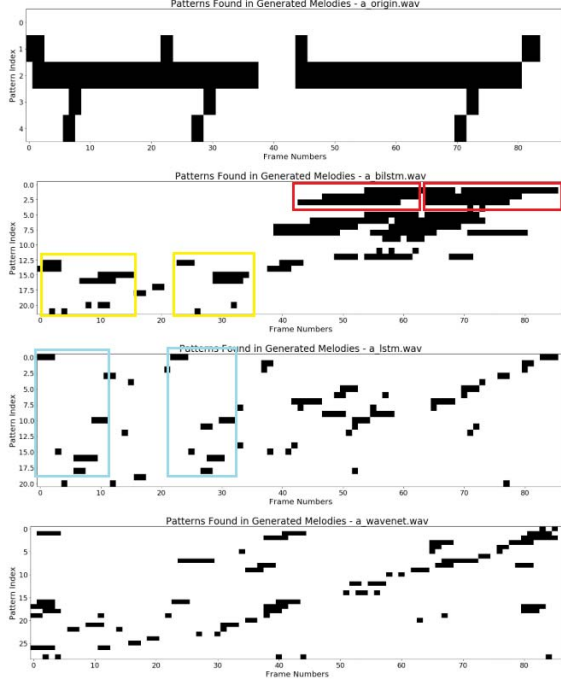 Patterns Found in Generated Melodies - a_origin.wav
Pattern Index
0
1
2
3
4
0 10 20 30 40 50 60 70 80
Frame Numbers
Patterns Found in Generated Melodies - a_bilstm.wav
Pattern Index
0.0
2.5
5.0
7.5
10.0
12.5
15.0
17.5
20.0
0 10 20 30 40 50 60 70 80
Frame Numbers
Patterns Found in Generated Melodies - a_lstm.wav
Pattern Index
0.0
2.5
5.0
7.5
10.0
12.5
15.0
17.5
20.0
0 10 20 30 40 50 60 70 80
Frame Numbers
Patterns Found in Generated Melodies - a_wavenet.wav
Pattern Index
0
5
10
15
20
25
0 10 20 30 40 50 60 70 80
Frame Numbers